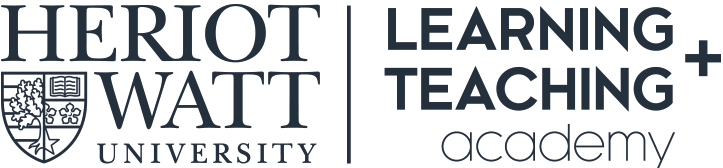 HERIOT
WATT
UNIVERSITY
LEARNING
TEACHING +
academy